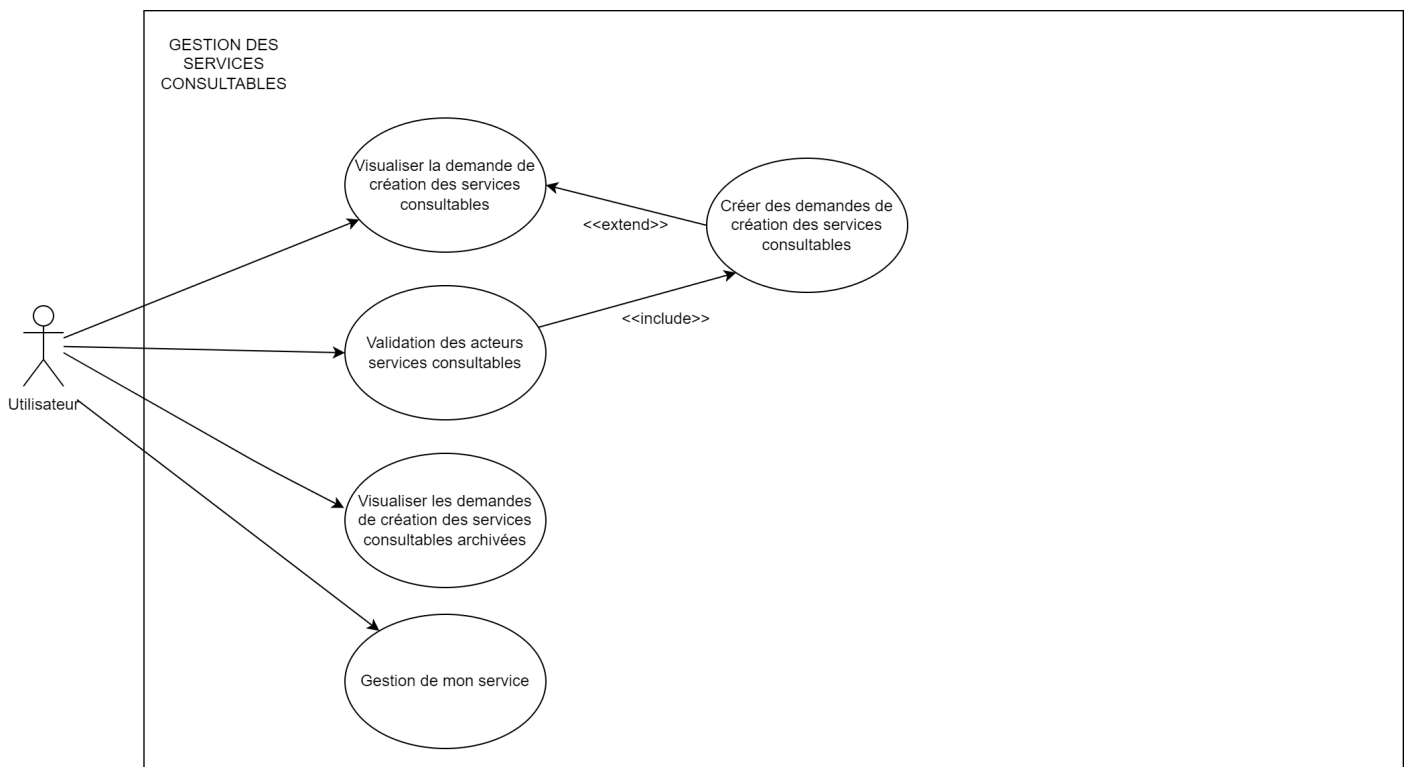 GESTION DES
SERVICES
CONSULTABLES
Visualiser la demande de
création des services
consultables
Créer des demandes de
création des services
consultables
<<extend>>
<<include>>
Validation des acteurs
services consultables
Utilisateur
Visualiser les demandes
de création des services
consultables archivées
Gestion de mon service